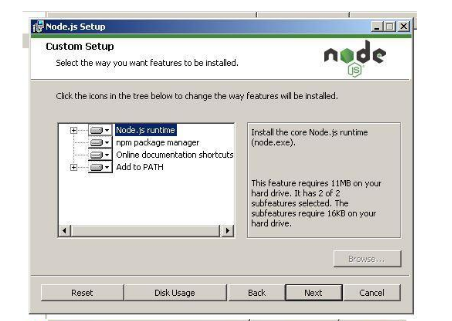 Node.js Setup
Custom Setup
Select the way you want features to be installed.
node
JS
Click the icons in the tree below to change the way features will be installed.
Node.js runtime
npm package manager
Online documentation shortcuts
Add to PATH
Install the core Node.js runtime
(node.exe).
This feature requires 11MB on your
hard drive. It has 2 of 2
subfeatures selected. The
subfeatures require 16KB on your
hard drive.
Browse...
Reset
Disk Usage
Back
Next
Cancel